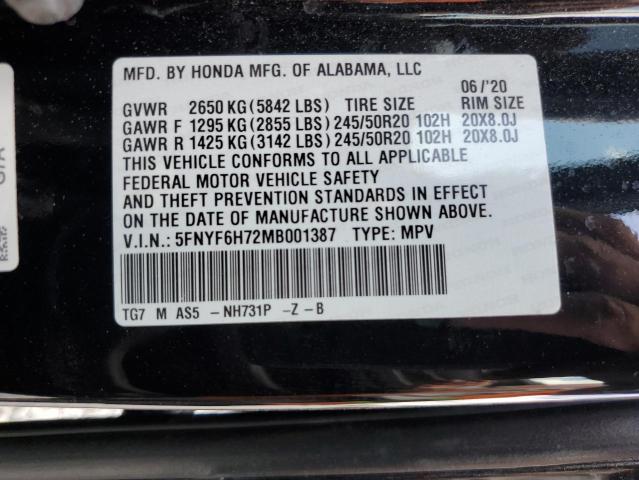 MFD. BY HONDA MFG. OF ALABAMA, LLC
06/'20
GVWR 2650 KG (5842 LBS) TIRE SIZE RIM SIZE
GAWR F 1295 KG (2855 LBS) 245/50R20 102H 20X8.0J
GAWR R 1425 KG (3142 LBS) 245/50R20 102H 20X8.0J
THIS VEHICLE CONFORMS TO ALL APPLICABLE
FEDERAL MOTOR VEHICLE SAFETY
AND THEFT PREVENTION STANDARDS IN EFFECT
ON THE DATE OF MANUFACTURE SHOWN ABOVE.
V.I.N.: 5FNYF6H72MB001387 TYPE: MPV
TG7 M AS5 -NH731P -Z -B